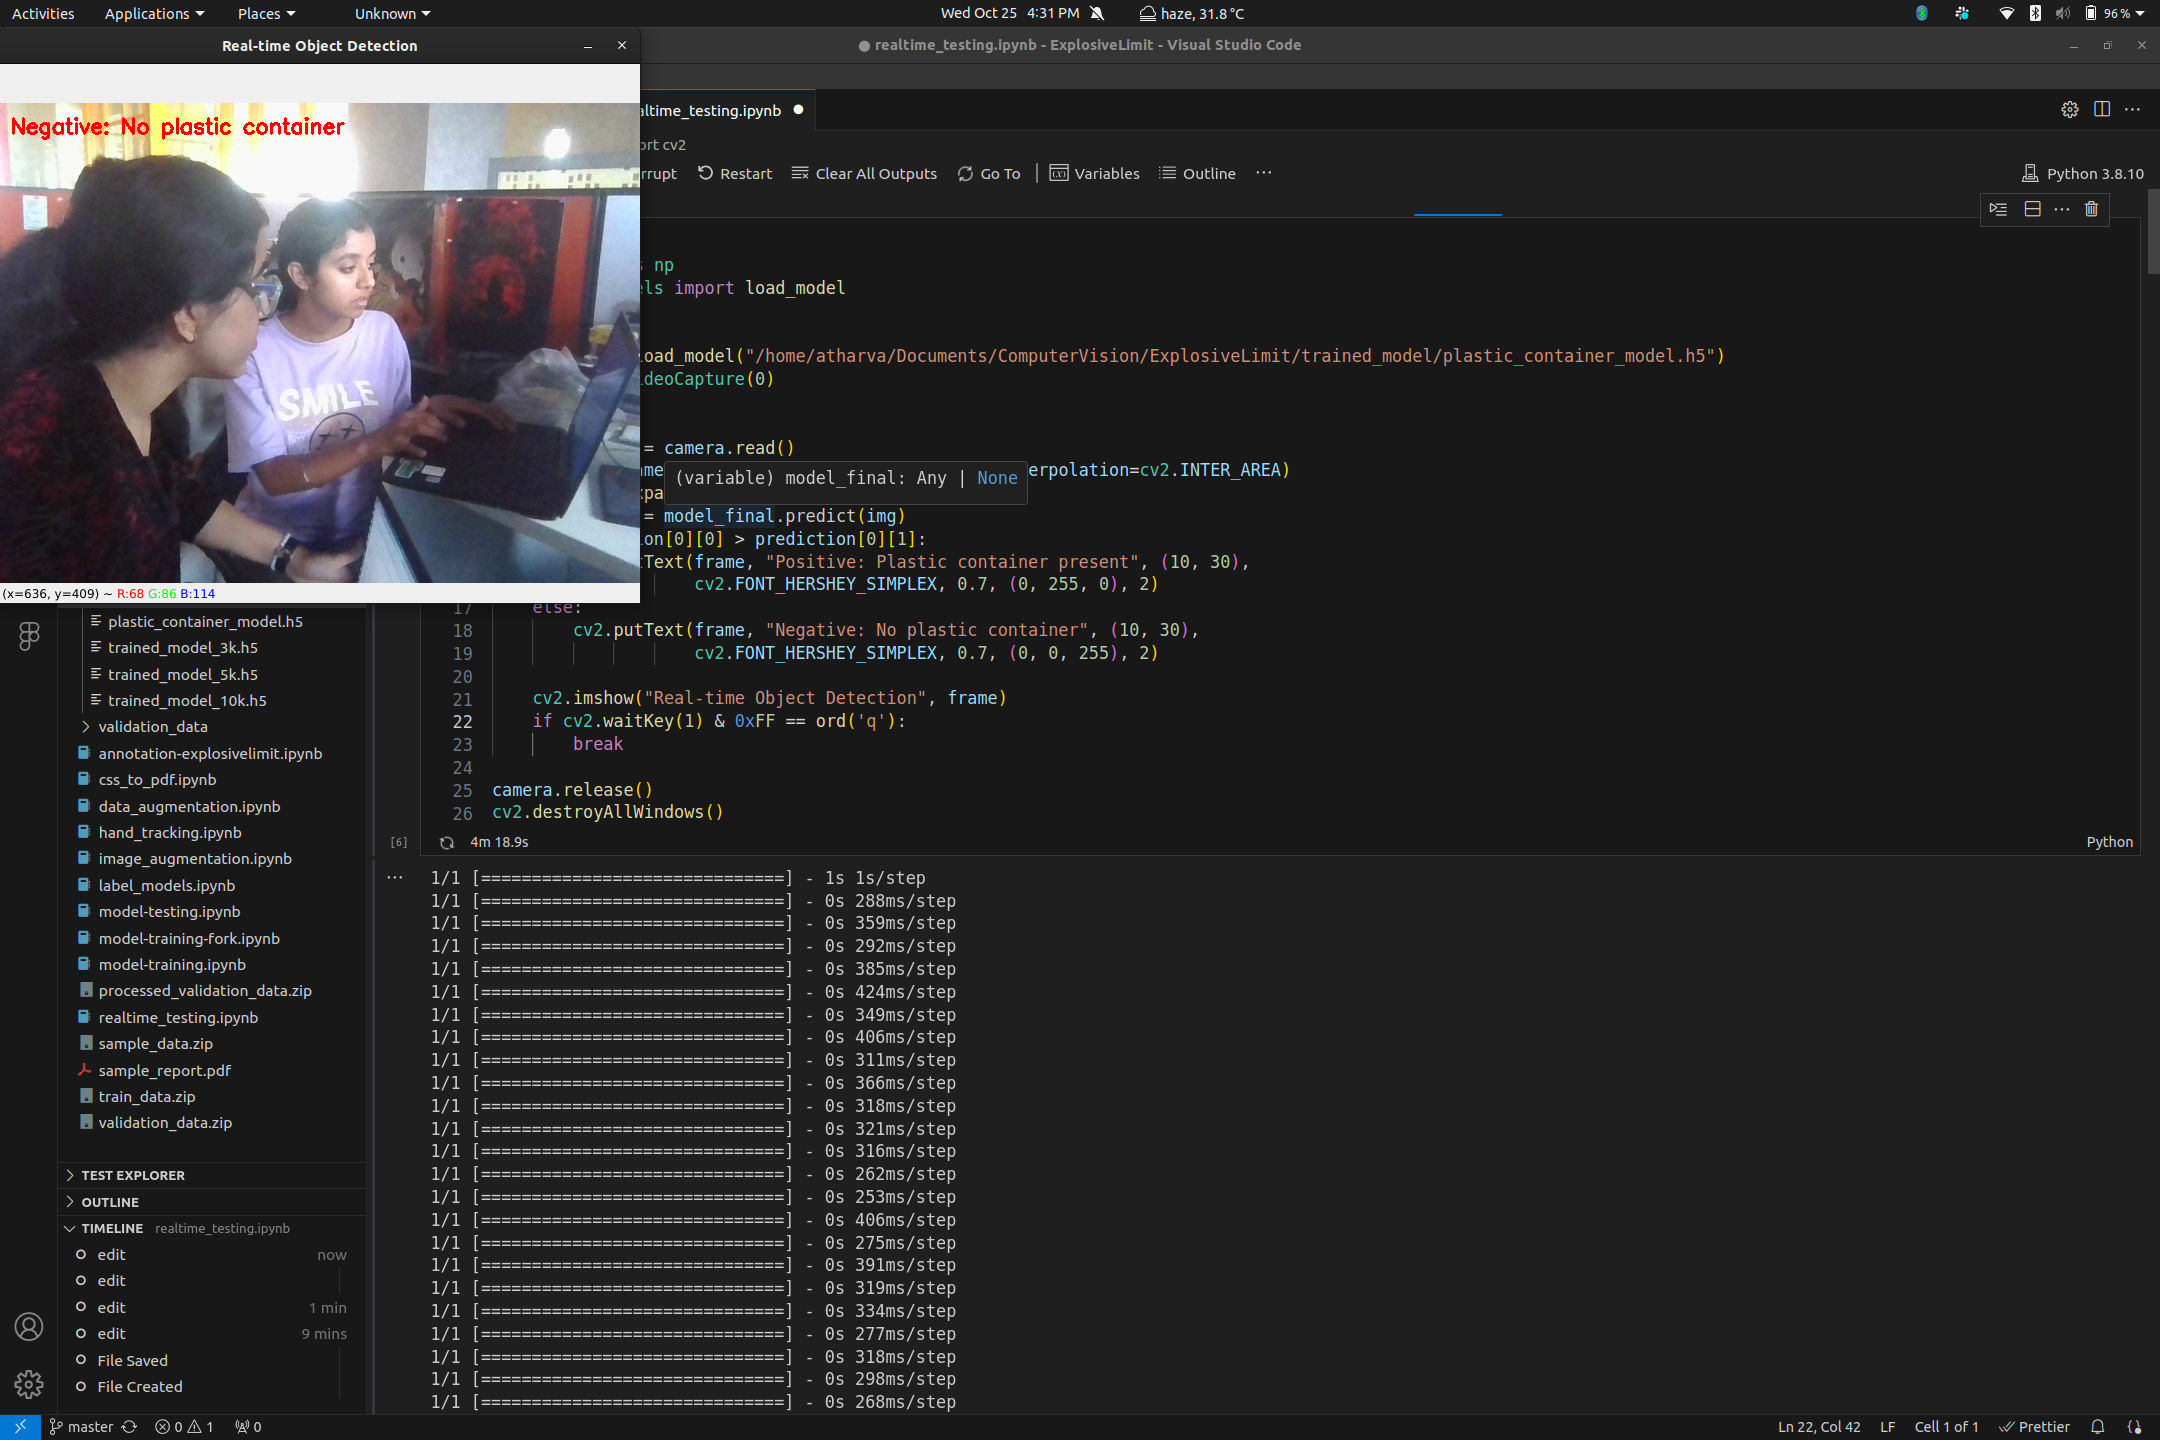 Activities Applications Places Unknown Wed Oct 25 4:31 PM haze, 31.8 °C 96 %
Real-time Object Detection
realtime_testing.ipynb - ExplosiveLimit - Visual Studio Code
Negative: No plastic container
SMILE
(x=636, y=409) ~ R:68 G:86 B:114
altime_testing.ipynb
ort cv2
rrupt Restart Clear All Outputs Go To Variables Outline ... Python 3.8.10
s np
els import load_model
load_model("/home/atharva/Documents/ComputerVision/ExplosiveLimit/trained_model/plastic_container_model.h5")
deoCapture(0)
= camera.read()
me erpolation=cv2.INTER_AREA)
(variable) model_final: Any | None
xpa
= model_final.predict(img)
on[0][0] > prediction[0][1]:
tText(frame, "Positive: Plastic container present", (10, 30),
cv2.FONT_HERSHEY_SIMPLEX, 0.7, (0, 255, 0), 2)
17 else:
18 cv2.putText(frame, "Negative: No plastic container", (10, 30),
19 cv2.FONT_HERSHEY_SIMPLEX, 0.7, (0, 0, 255), 2)
20
21 cv2.imshow("Real-time Object Detection", frame)
22 if cv2.waitKey(1) & 0xFF == ord('q'):
23 break
24
25 camera.release()
26 cv2.destroyAllWindows()
[6] 4m 18.9s Python
plastic_container_model.h5
trained_model_3k.h5
trained_model_5k.h5
trained_model_10k.h5
validation_data
annotation-explosivelimit.ipynb
css_to_pdf.ipynb
data_augmentation.ipynb
hand_tracking.ipynb
image_augmentation.ipynb
label_models.ipynb
model-testing.ipynb
model-training-fork.ipynb
model-training.ipynb
processed_validation_data.zip
realtime_testing.ipynb
sample_data.zip
sample_report.pdf
train_data.zip
validation_data.zip
TEST EXPLORER
OUTLINE
TIMELINE realtime_testing.ipynb
edit now
edit
edit 1 min
edit 9 mins
File Saved
File Created
1/1 [==============================] - 1s 1s/step
1/1 [==============================] - 0s 288ms/step
1/1 [==============================] - 0s 359ms/step
1/1 [==============================] - 0s 292ms/step
1/1 [==============================] - 0s 385ms/step
1/1 [==============================] - 0s 424ms/step
1/1 [==============================] - 0s 349ms/step
1/1 [==============================] - 0s 406ms/step
1/1 [==============================] - 0s 311ms/step
1/1 [==============================] - 0s 366ms/step
1/1 [==============================] - 0s 318ms/step
1/1 [==============================] - 0s 321ms/step
1/1 [==============================] - 0s 316ms/step
1/1 [==============================] - 0s 262ms/step
1/1 [==============================] - 0s 253ms/step
1/1 [==============================] - 0s 406ms/step
1/1 [==============================] - 0s 275ms/step
1/1 [==============================] - 0s 391ms/step
1/1 [==============================] - 0s 319ms/step
1/1 [==============================] - 0s 334ms/step
1/1 [==============================] - 0s 277ms/step
1/1 [==============================] - 0s 318ms/step
1/1 [==============================] - 0s 298ms/step
1/1 [==============================] - 0s 268ms/step
master 0 1 0 Ln 22, Col 42 LF Cell 1 of 1 Prettier